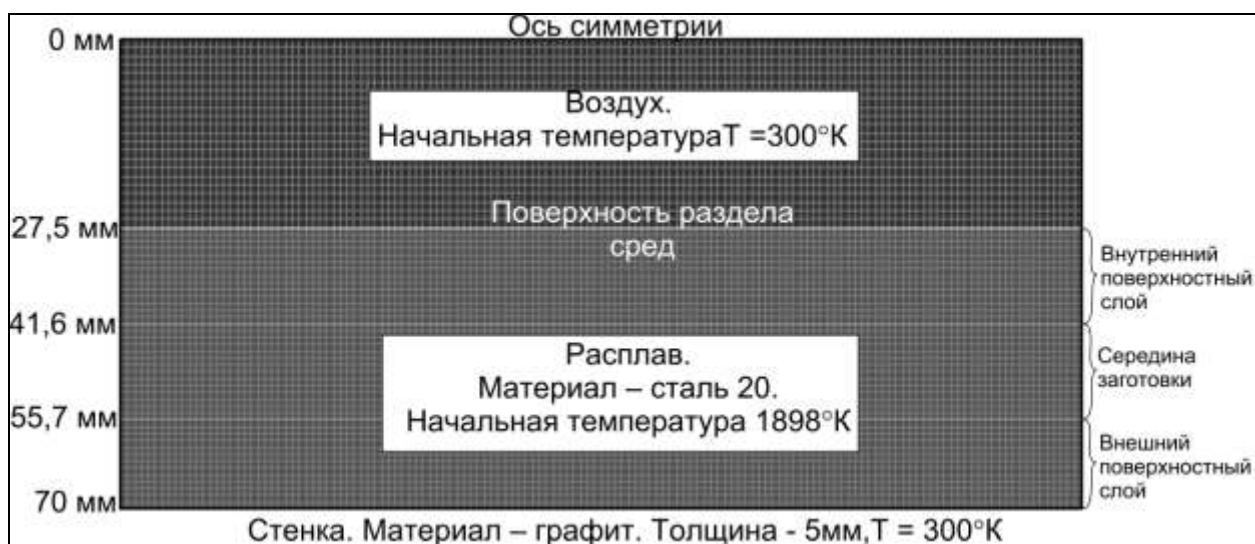 Ось симметрии
0 мм
Воздух.
Начальная температураТ =300°К
Поверхность раздела
сред
27,5 мм
Внутренний
поверхностный
слой
41,6 мм
Расплав.
Материал – сталь 20.
Начальная температура 1898°К
Середина
заготовки
55,7 мм
Внешний
поверхностный
слой
70 мм
Стенка. Материал – графит. Толщина - 5мм,Т = 300°К